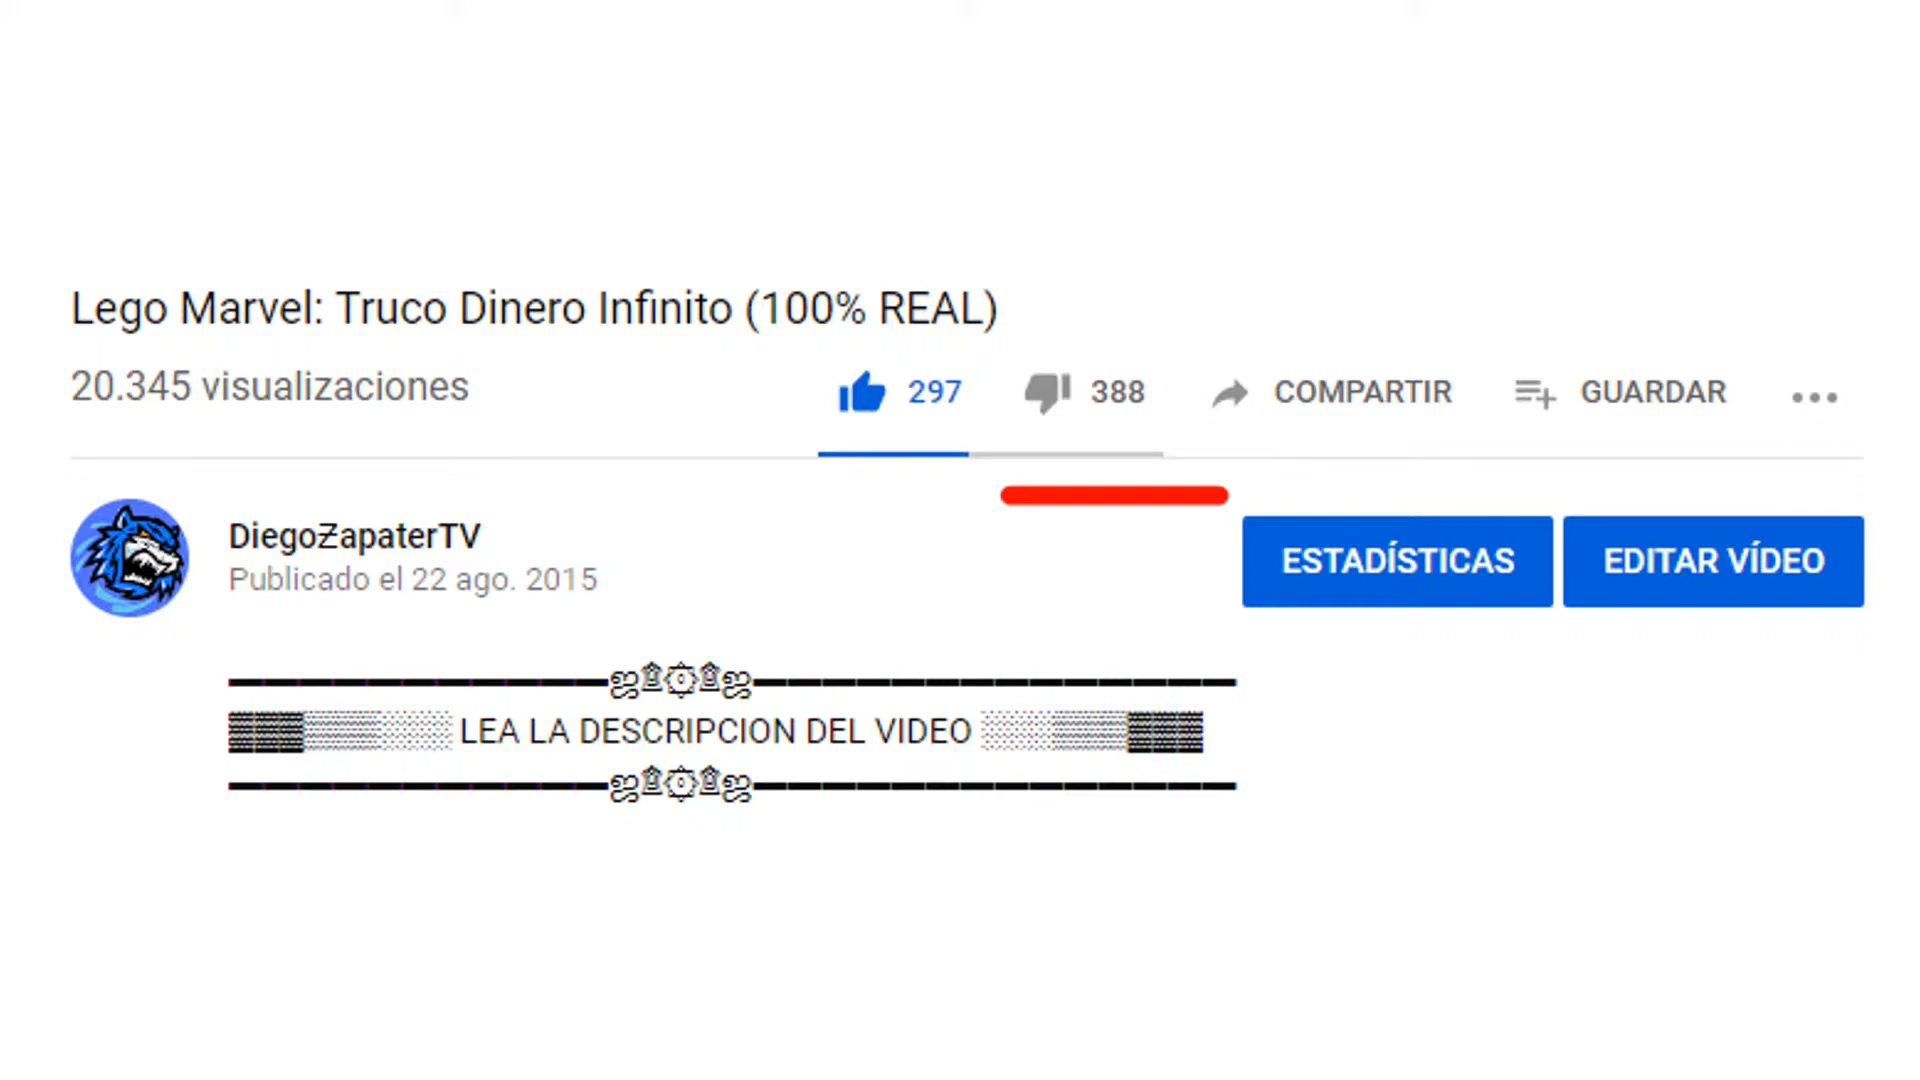 Lego Marvel: Truco Dinero Infinito (100% REAL)
20.345 visualizaciones 297 388 COMPARTIR GUARDAR ...
DiegoƵapaterTV
Publicado el 22 ago. 2015
ESTADÍSTICAS EDITAR VÍDEO
▬▬▬▬▬▬▬▬▬▬▬ஜ۩۞۩ஜ▬▬▬▬▬▬▬▬▬▬▬▬▬▬
▓▓▓▒▒▒░░░ LEA LA DESCRIPCION DEL VIDEO ░░░▒▒▒▓▓▓
▬▬▬▬▬▬▬▬▬▬▬ஜ۩۞۩ஜ▬▬▬▬▬▬▬▬▬▬▬▬▬▬